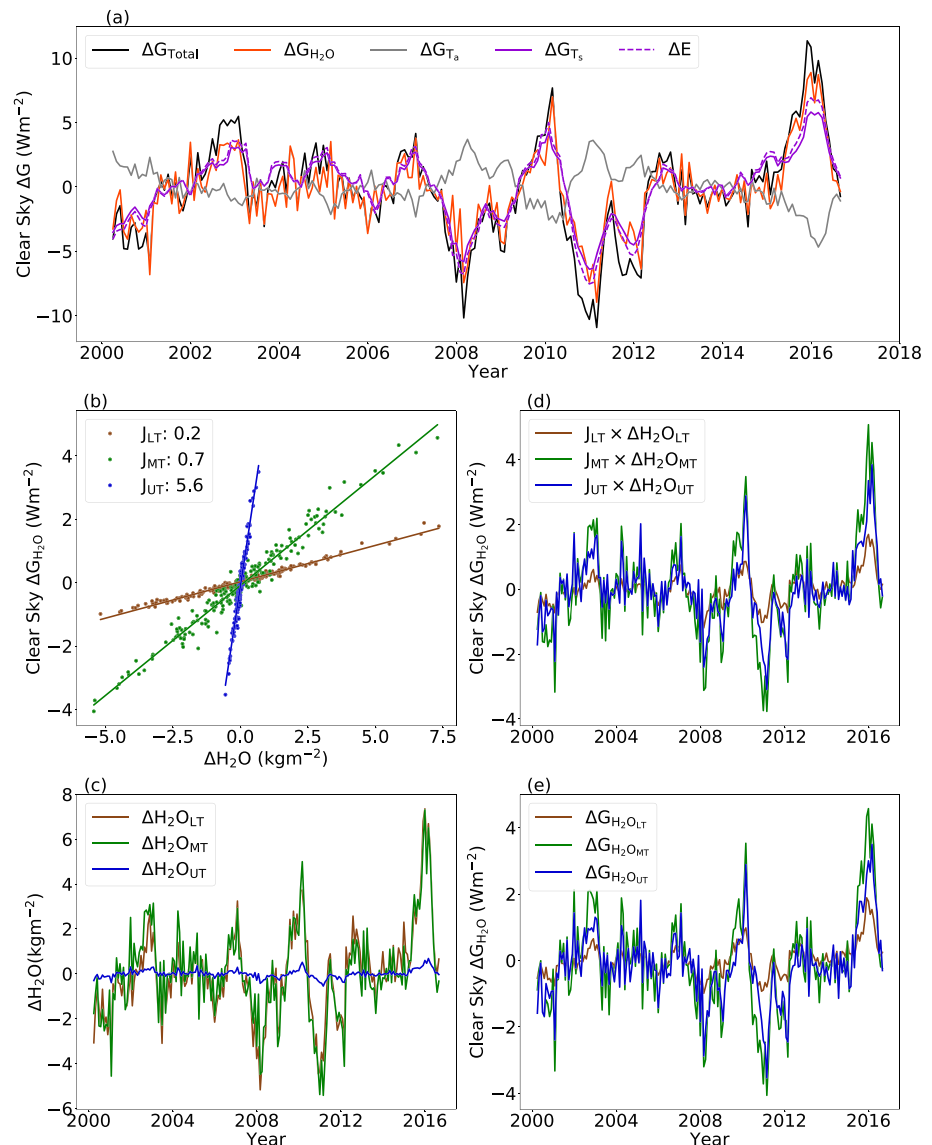 (a)
ΔG_Total ΔG_H₂O ΔG_Tₐ ΔG_Tₛ ΔE
Clear Sky ΔG (Wm⁻²)
10
5
0
−5
−10
2000 2002 2004 2006 2008 2010 2012 2014 2016 2018
Year
(b)
J_LT: 0.2
J_MT: 0.7
J_UT: 5.6
Clear Sky ΔG_H₂O (Wm⁻²)
4
2
0
−2
−4
−5.0 −2.5 0.0 2.5 5.0 7.5
ΔH₂O (kgm⁻²)
(d)
J_LT × ΔH₂O_LT
J_MT × ΔH₂O_MT
J_UT × ΔH₂O_UT
Clear Sky ΔG_H₂O (Wm⁻²)
4
2
0
−2
−4
2000 2004 2008 2012 2016
(c)
ΔH₂O_LT
ΔH₂O_MT
ΔH₂O_UT
ΔH₂O(kgm⁻²)
8
6
4
2
0
−2
−4
−6
2000 2004 2008 2012 2016
Year
(e)
ΔG_H₂O_LT
ΔG_H₂O_MT
ΔG_H₂O_UT
Clear Sky ΔG_H₂O (Wm⁻²)
4
2
0
−2
−4
2000 2004 2008 2012 2016
Year